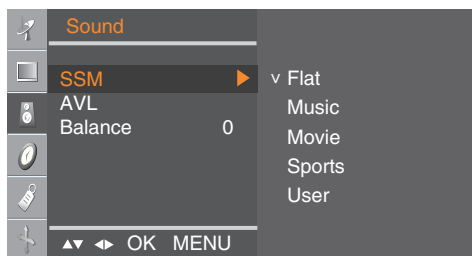 Sound
SSM ▶
AVL
Balance 0
v Flat
Music
Movie
Sports
User
▲▼ ◀▶ OK MENU